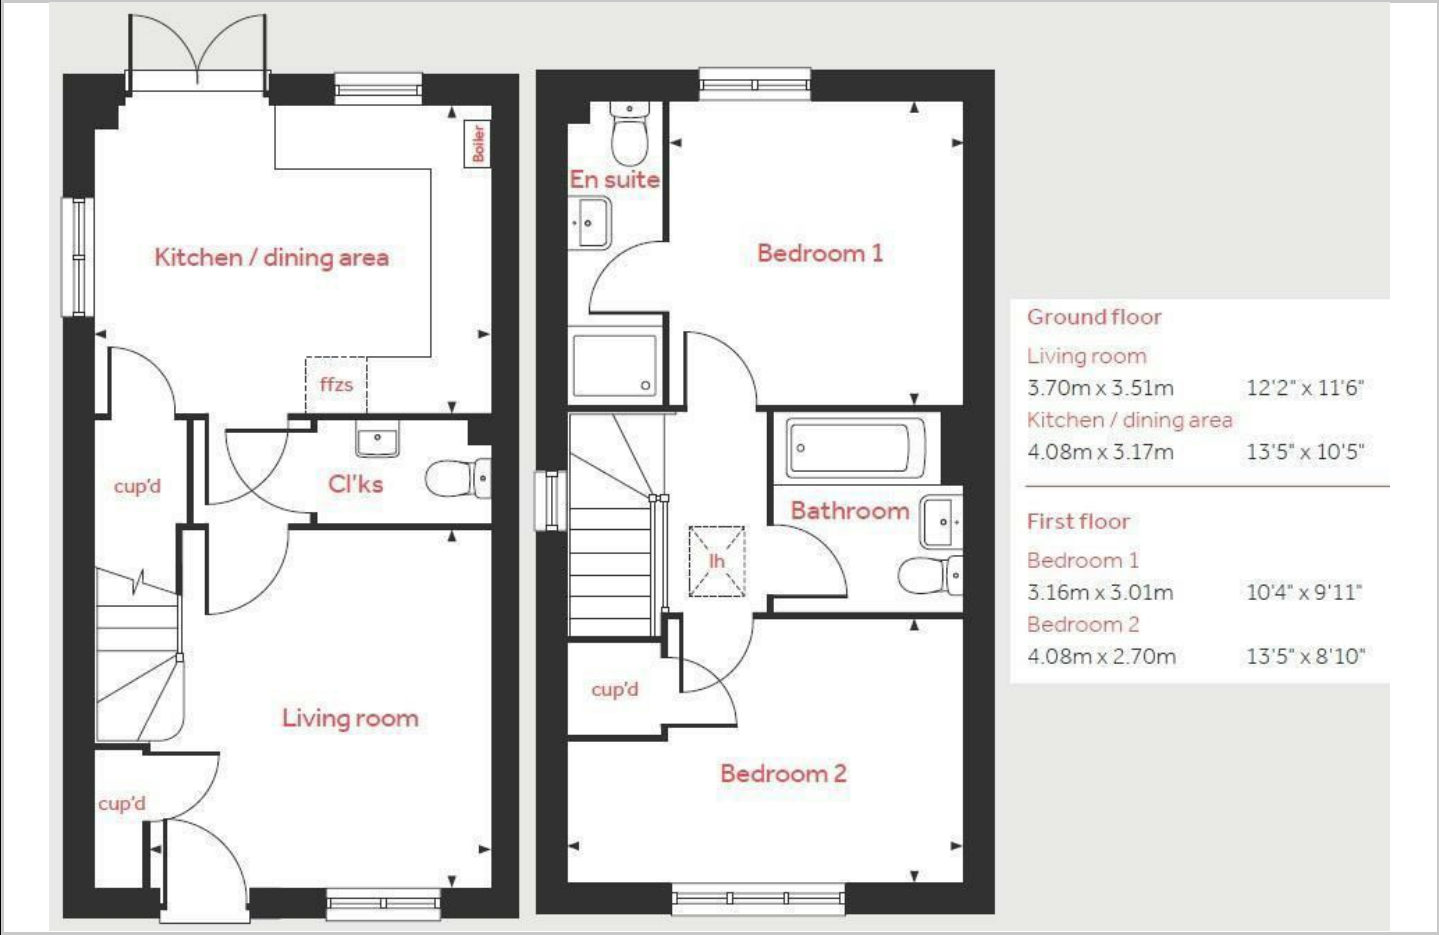 Boiler
Kitchen / dining area
ffzs
cup'd
Cl'ks
Living room
cup'd
En suite
Bedroom 1
Bathroom
lh
cup'd
Bedroom 2
Ground floor
Living room
3.70m x 3.51m 12'2" x 11'6"
Kitchen / dining area
4.08m x 3.17m 13'5" x 10'5"
First floor
Bedroom 1
3.16m x 3.01m 10'4" x 9'11"
Bedroom 2
4.08m x 2.70m 13'5" x 8'10"